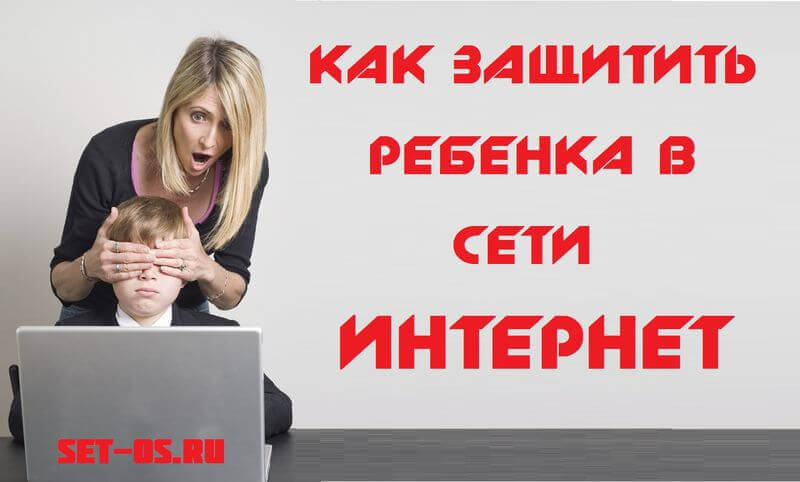 КАК ЗАЩИТИТЬ
РЕБЕНКА В
СЕТИ
ИНТЕРНЕТ
SET-OS.RU